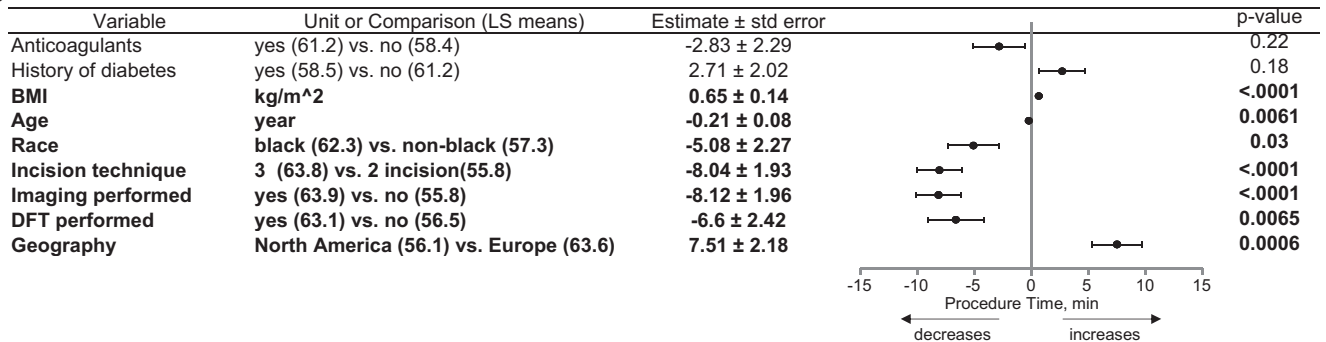 Variable Unit or Comparison (LS means) Estimate ± std error p-value
Anticoagulants yes (61.2) vs. no (58.4) -2.83 ± 2.29 0.22
History of diabetes yes (58.5) vs. no (61.2) 2.71 ± 2.02 0.18
BMI kg/m^2 0.65 ± 0.14 <.0001
Age year -0.21 ± 0.08 0.0061
Race black (62.3) vs. non-black (57.3) -5.08 ± 2.27 0.03
Incision technique 3 (63.8) vs. 2 incision(55.8) -8.04 ± 1.93 <.0001
Imaging performed yes (63.9) vs. no (55.8) -8.12 ± 1.96 <.0001
DFT performed yes (63.1) vs. no (56.5) -6.6 ± 2.42 0.0065
Geography North America (56.1) vs. Europe (63.6) 7.51 ± 2.18 0.0006
-15 -10 -5 0 5 10 15
Procedure Time, min
decreases increases